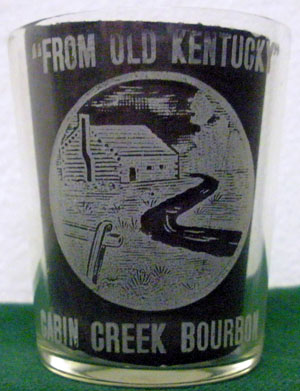 "FROM OLD KENTUCKY"
CABIN CREEK BOURBON